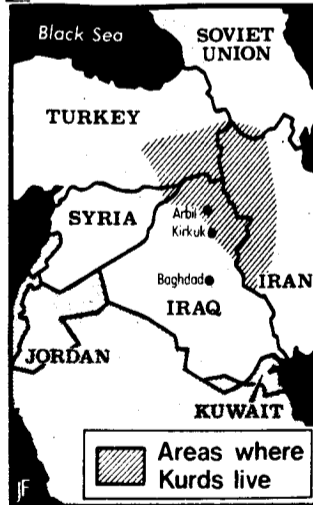 Black Sea
SOVIET
UNION
TURKEY
SYRIA
Arbil
Kirkuk
Baghdad
IRAN
IRAQ
JORDAN
KUWAIT
Areas where
Kurds live
JF